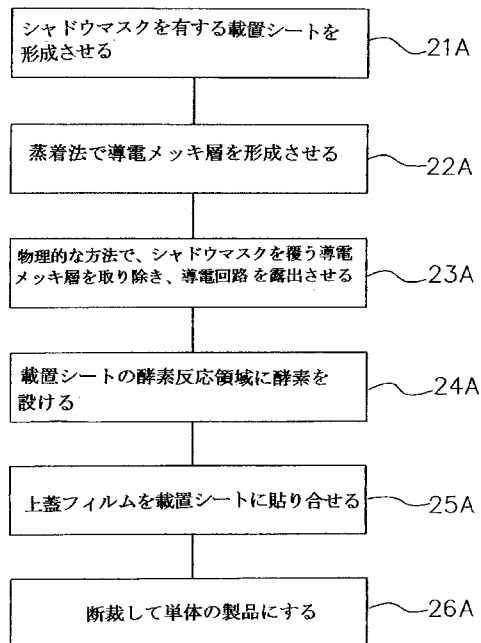 シャドウマスクを有する載置シートを
形成させる
21A
蒸着法で導電メッキ層を形成させる
22A
物理的な方法で、シャドウマスクを覆う導電
メッキ層を取り除き、導電回路を露出させる
23A
載置シートの酵素反応領域に酵素を
設ける
24A
上蓋フィルムを載置シートに貼り合せる
25A
断裁して単体の製品にする
26A